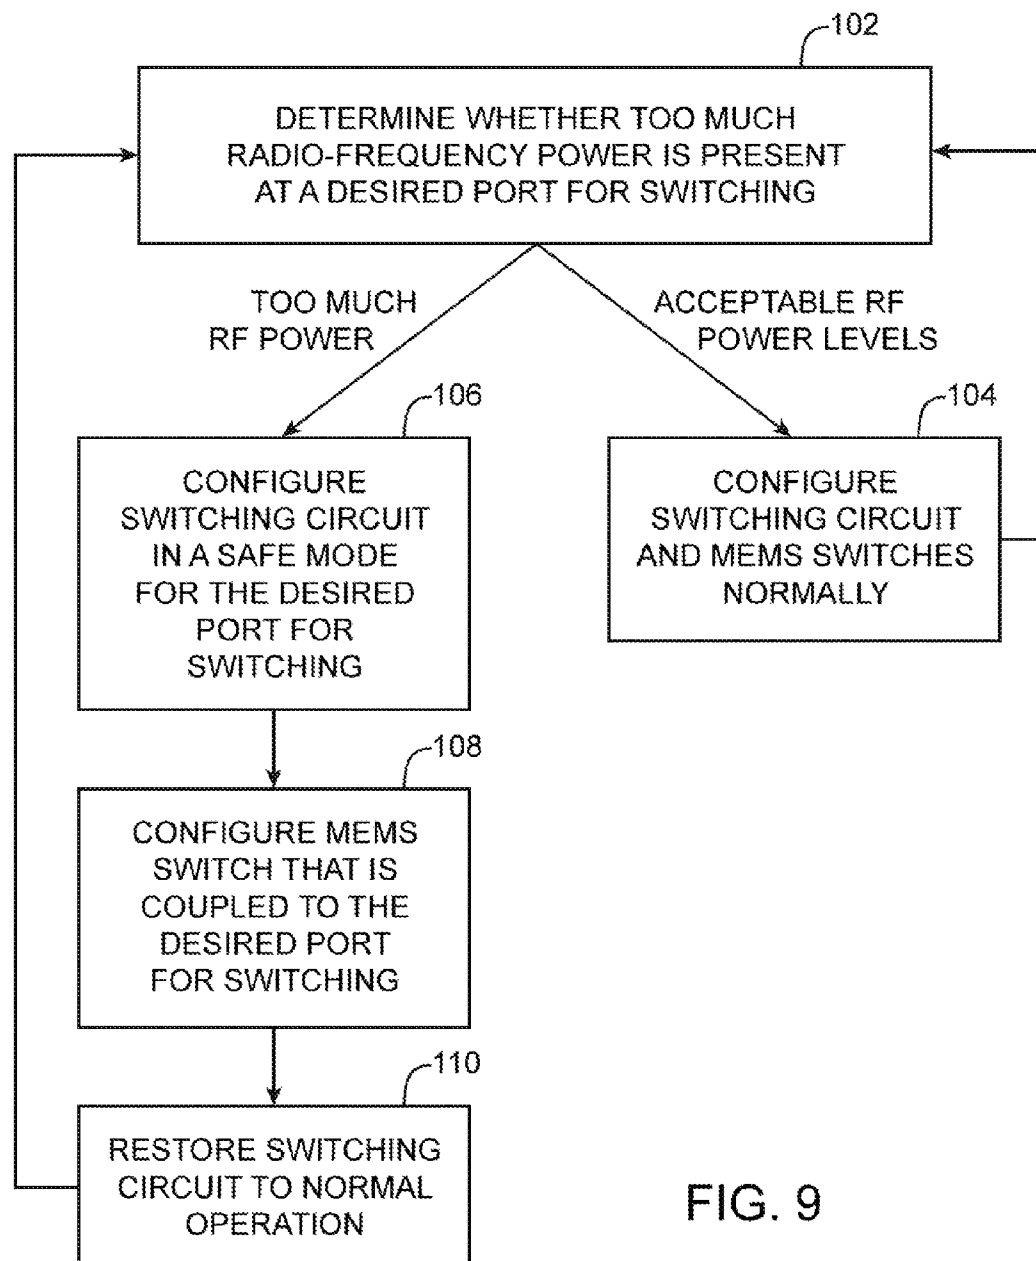 102
DETERMINE WHETHER TOO MUCH
RADIO-FREQUENCY POWER IS PRESENT
AT A DESIRED PORT FOR SWITCHING
TOO MUCH
RF POWER
ACCEPTABLE RF
POWER LEVELS
106
CONFIGURE
SWITCHING CIRCUIT
IN A SAFE MODE
FOR THE DESIRED
PORT FOR
SWITCHING
104
CONFIGURE
SWITCHING CIRCUIT
AND MEMS SWITCHES
NORMALLY
108
CONFIGURE MEMS
SWITCH THAT IS
COUPLED TO THE
DESIRED PORT
FOR SWITCHING
110
RESTORE SWITCHING
CIRCUIT TO NORMAL
OPERATION
FIG. 9